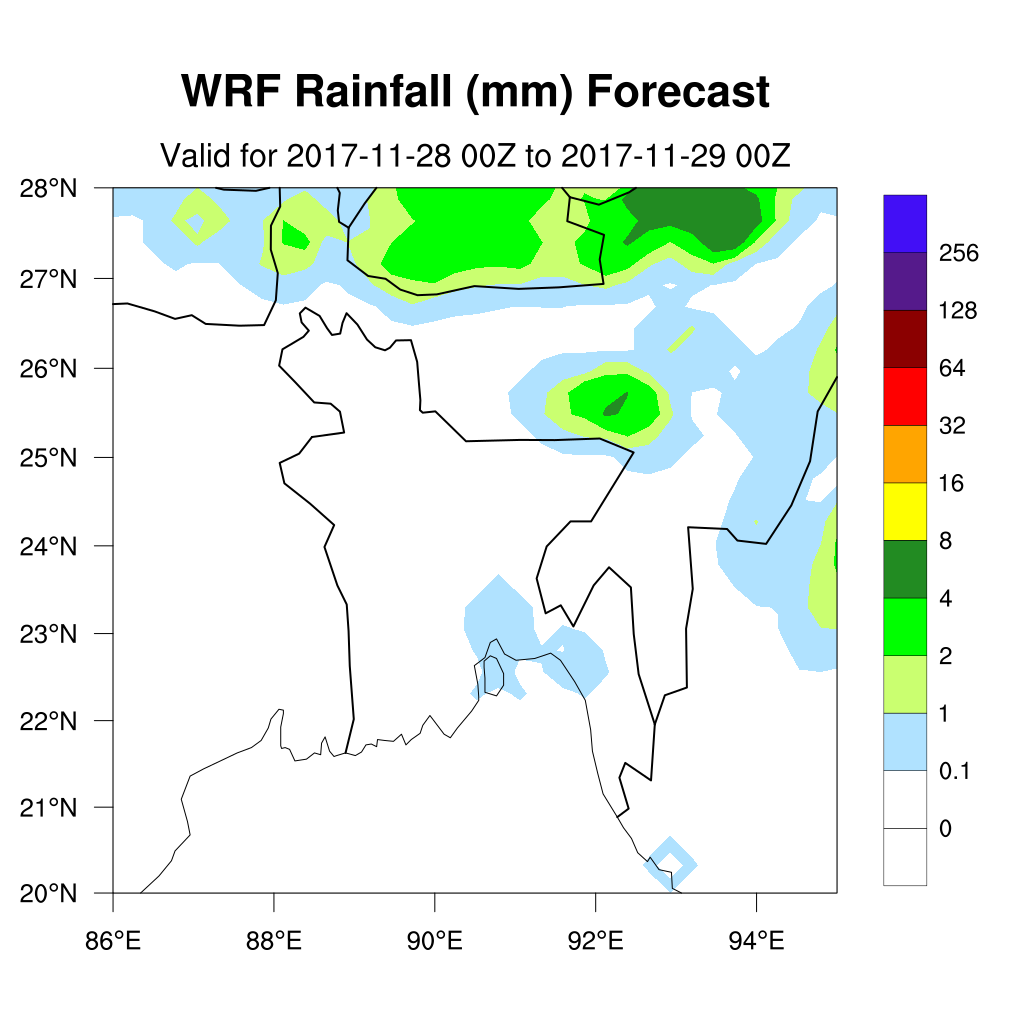 WRF Rainfall (mm) Forecast
Valid for 2017-11-28 00Z to 2017-11-29 00Z
28°N
27°N
26°N
25°N
24°N
23°N
22°N
21°N
20°N
86°E 88°E 90°E 92°E 94°E
256
128
64
32
16
8
4
2
1
0.1
0